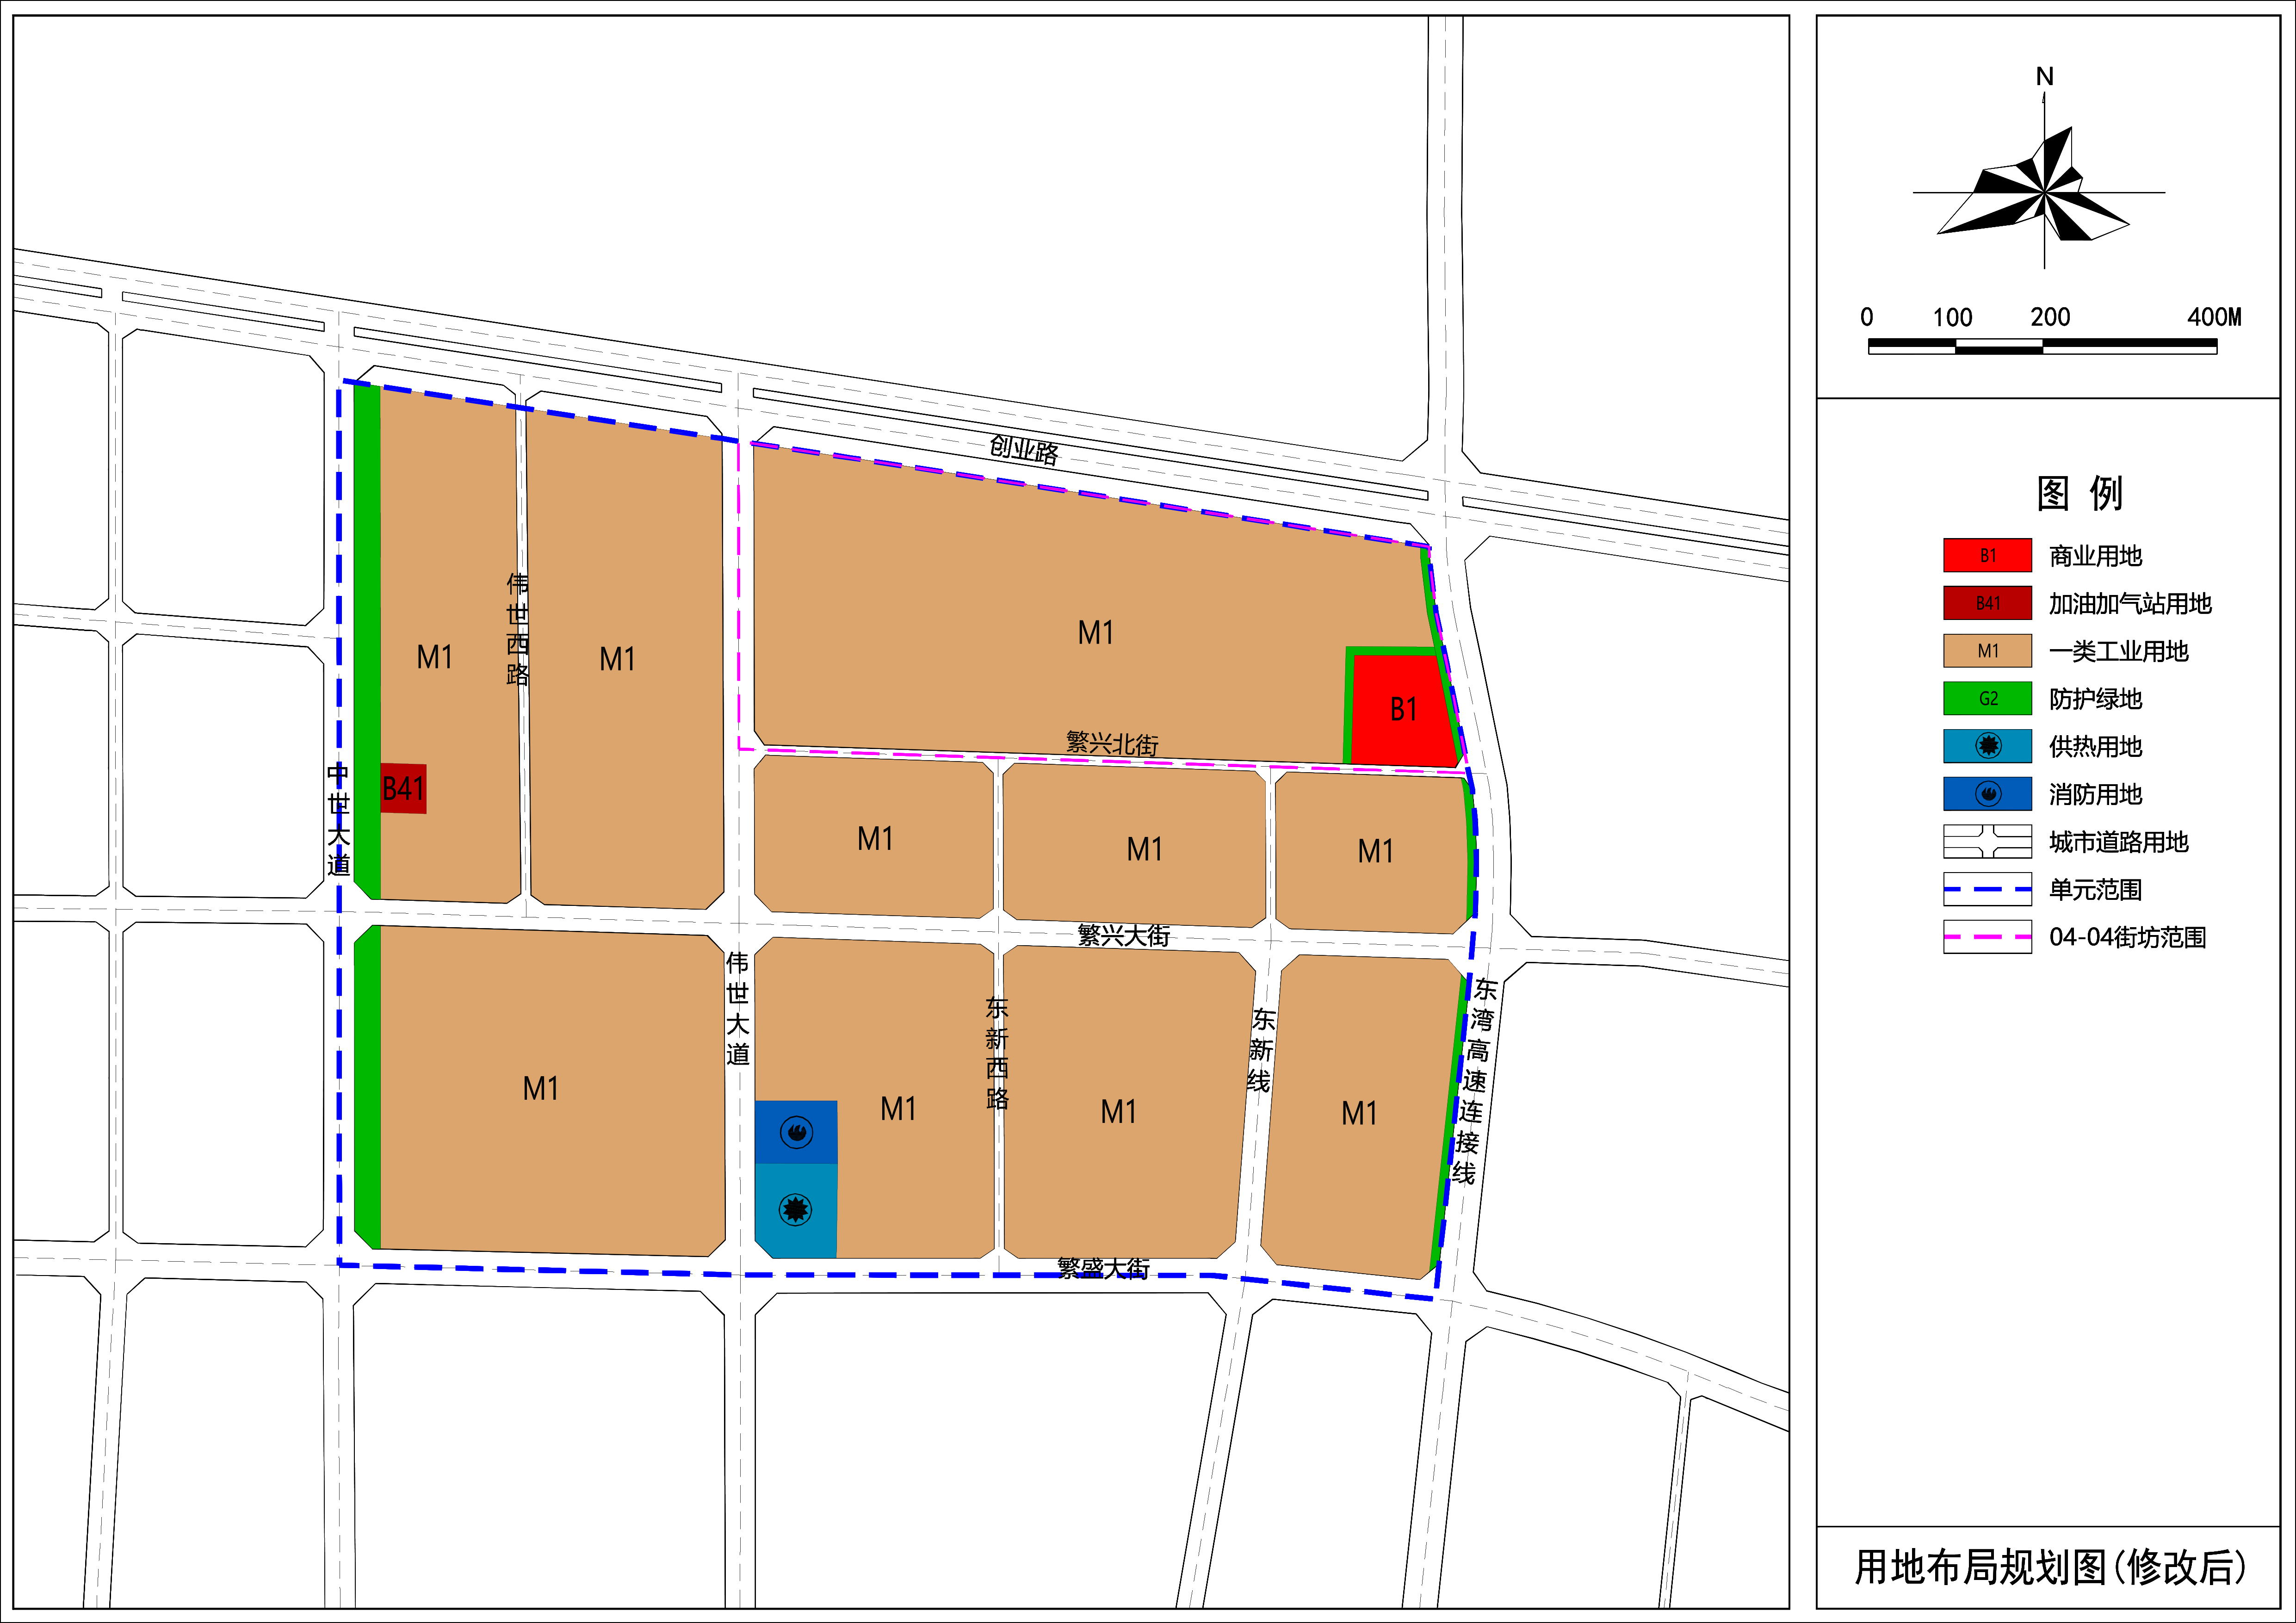 N
0 100 200 400M
图 例
B1 商业用地
B41 加油加气站用地
M1 一类工业用地
G2 防护绿地
供热用地
消防用地
城市道路用地
单元范围
04-04街坊范围
用地布局规划图(修改后)
创业路
伟世西路
M1
M1
M1
B1
繁兴北街
中世大道
B41
M1
M1
M1
繁兴大街
伟世大道
东新西路
东新线
东湾高速连接线
M1
M1
M1
M1
繁盛大街